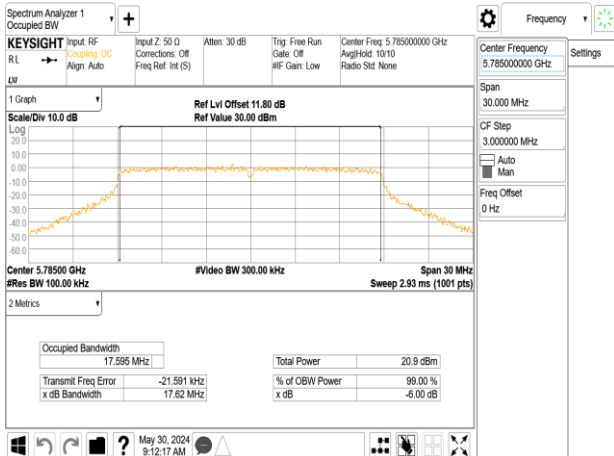 Spectrum Analyzer 1
Occupied BW
Frequency
KEYSIGHT
RL
Input: RF
Coupling: DC
Align: Auto
Input Z: 50 Ω
Corrections: Off
Freq Ref: Int (S)
Atten: 30 dB
Trig: Free Run
Gate: Off
#IF Gain: Low
Center Freq: 5.785000000 GHz
Avg|Hold: 10/10
Radio Std: None
Center Frequency
5.785000000 GHz
Settings
Span
30.000 MHz
CF Step
3.000000 MHz
Auto
Man
Freq Offset
0 Hz
1 Graph
Scale/Div 10.0 dB
Ref Lvl Offset 11.80 dB
Ref Value 30.00 dBm
Log
20.0
10.0
0.00
-10.0
-20.0
-30.0
-40.0
-50.0
-60.0
Center 5.78500 GHz
#Res BW 100.00 kHz
#Video BW 300.00 kHz
Span 30 MHz
Sweep 2.93 ms (1001 pts)
2 Metrics
Occupied Bandwidth
17.595 MHz
Transmit Freq Error -21.591 kHz
x dB Bandwidth 17.62 MHz
Total Power 20.9 dBm
% of OBW Power 99.00 %
x dB -6.00 dB
?
May 30, 2024
9:12:17 AM